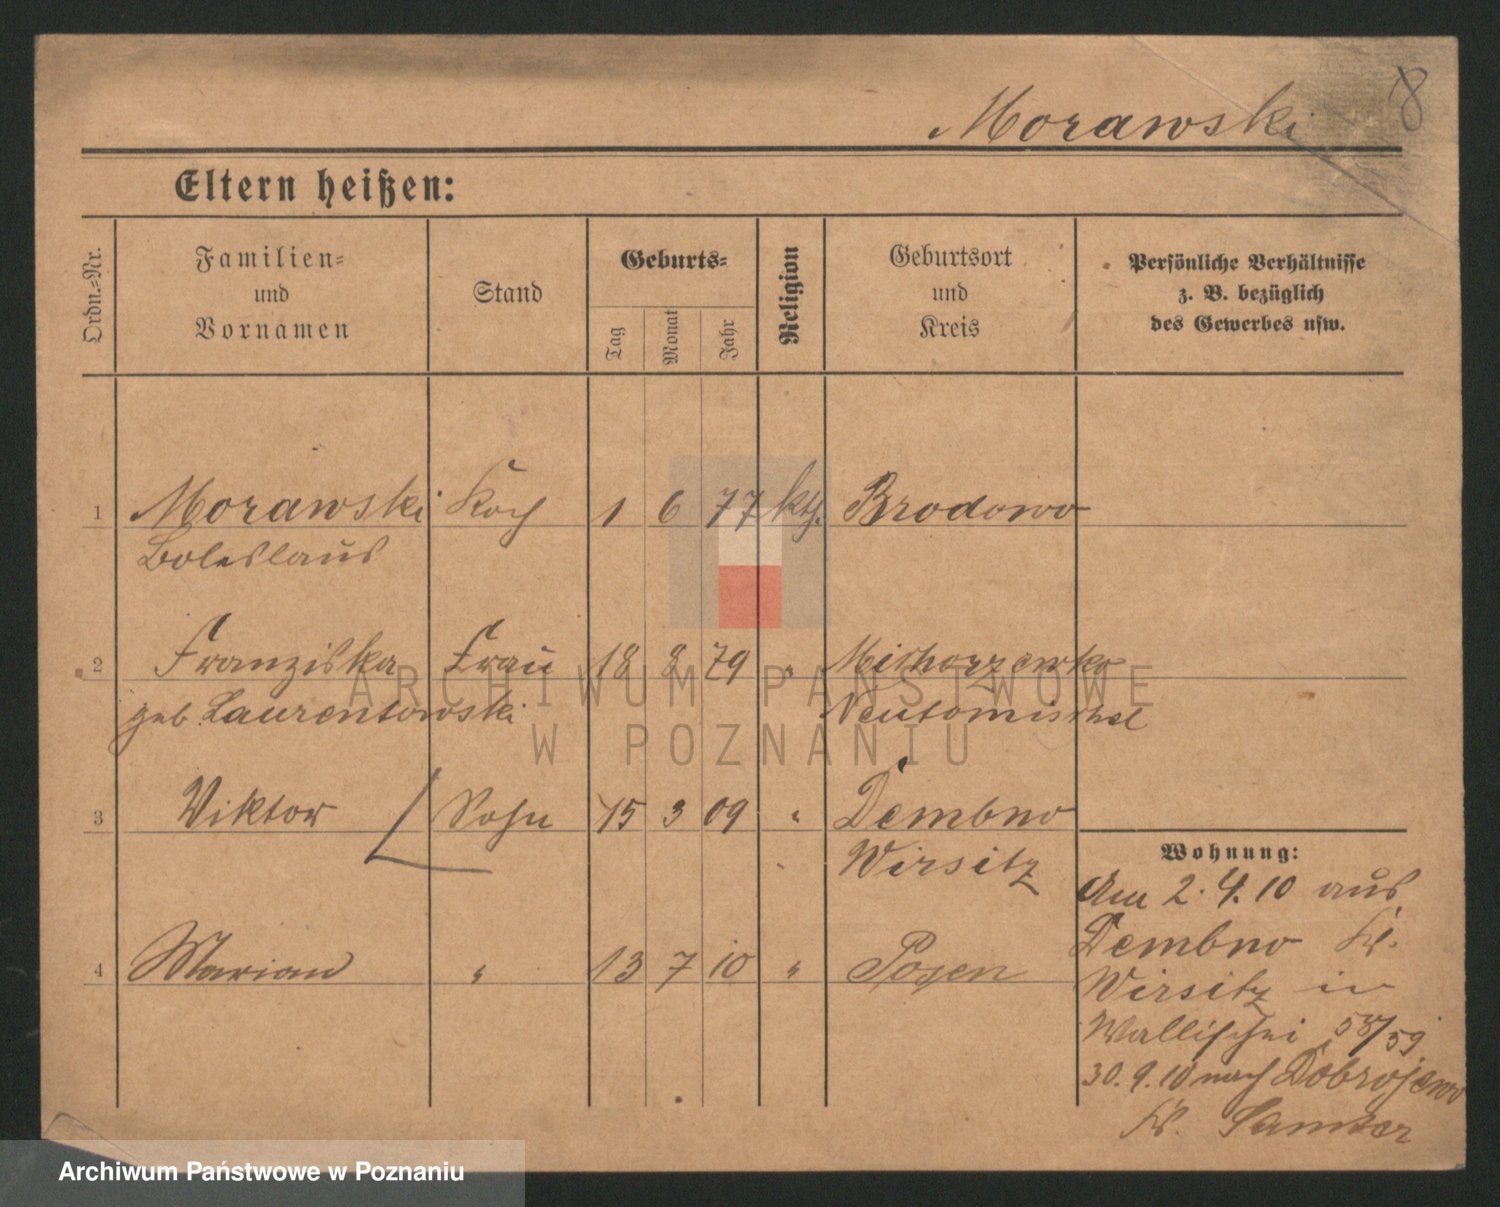 8
Morawski
Eltern heißen:
Ordn.-Nr.
Familien-
und
Vornamen
Stand
Geburts-
Tag
Monat
Jahr
Religion
Geburtsort
und
Kreis
Persönliche Verhältnisse
z. B. bezüglich
des Gewerbes usw.
1 Morawski Koch 1 6 77 kth. Brodowo
Boleslaus
2 Franziska Frau 18 8 79 "
geb. Laurentowski Neutomischel
3 Viktor Sohn 15 3 09 " Dembno
Wirsitz
4 Marian " 13 7 10 " Posen
Wohnung:
Am 2.4.10 aus
Dembno Kr.
Wirsitz in
Wallischei 58/59
30.9.10 nach Dobrojewo
Kr. Samter
ARCHIWUM PAŃSTWOWE
W POZNANIU
Archiwum Państwowe w Poznaniu